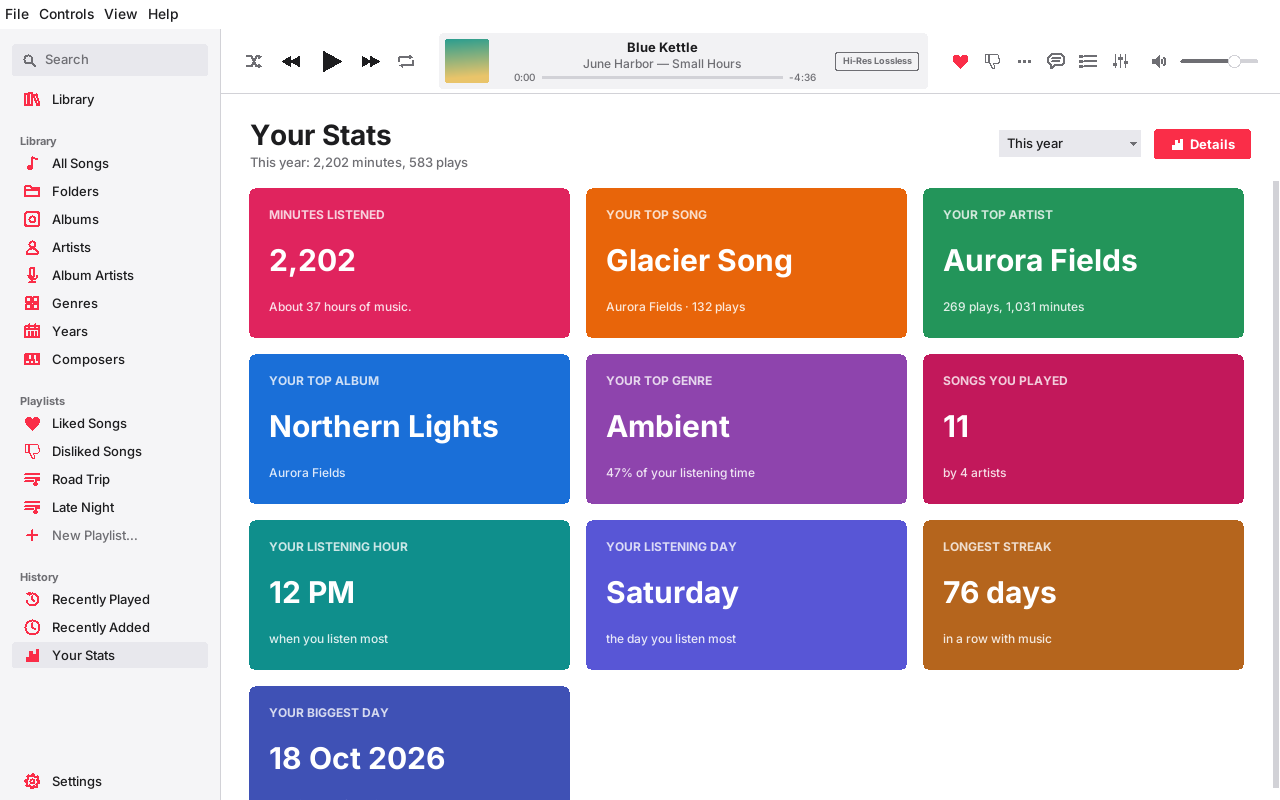 File Controls View Help
Search
Library
Library
All Songs
Folders
Albums
Artists
Album Artists
Genres
Years
Composers
Playlists
Liked Songs
Disliked Songs
Road Trip
Late Night
New Playlist...
History
Recently Played
Recently Added
Your Stats
Settings
Blue Kettle
June Harbor — Small Hours
0:00
-4:36
Hi-Res Lossless
Your Stats
This year: 2,202 minutes, 583 plays
This year
Details
MINUTES LISTENED
2,202
About 37 hours of music.
YOUR TOP SONG
Glacier Song
Aurora Fields · 132 plays
YOUR TOP ARTIST
Aurora Fields
269 plays, 1,031 minutes
YOUR TOP ALBUM
Northern Lights
Aurora Fields
YOUR TOP GENRE
Ambient
47% of your listening time
SONGS YOU PLAYED
11
by 4 artists
YOUR LISTENING HOUR
12 PM
when you listen most
YOUR LISTENING DAY
Saturday
the day you listen most
LONGEST STREAK
76 days
in a row with music
YOUR BIGGEST DAY
18 Oct 2026